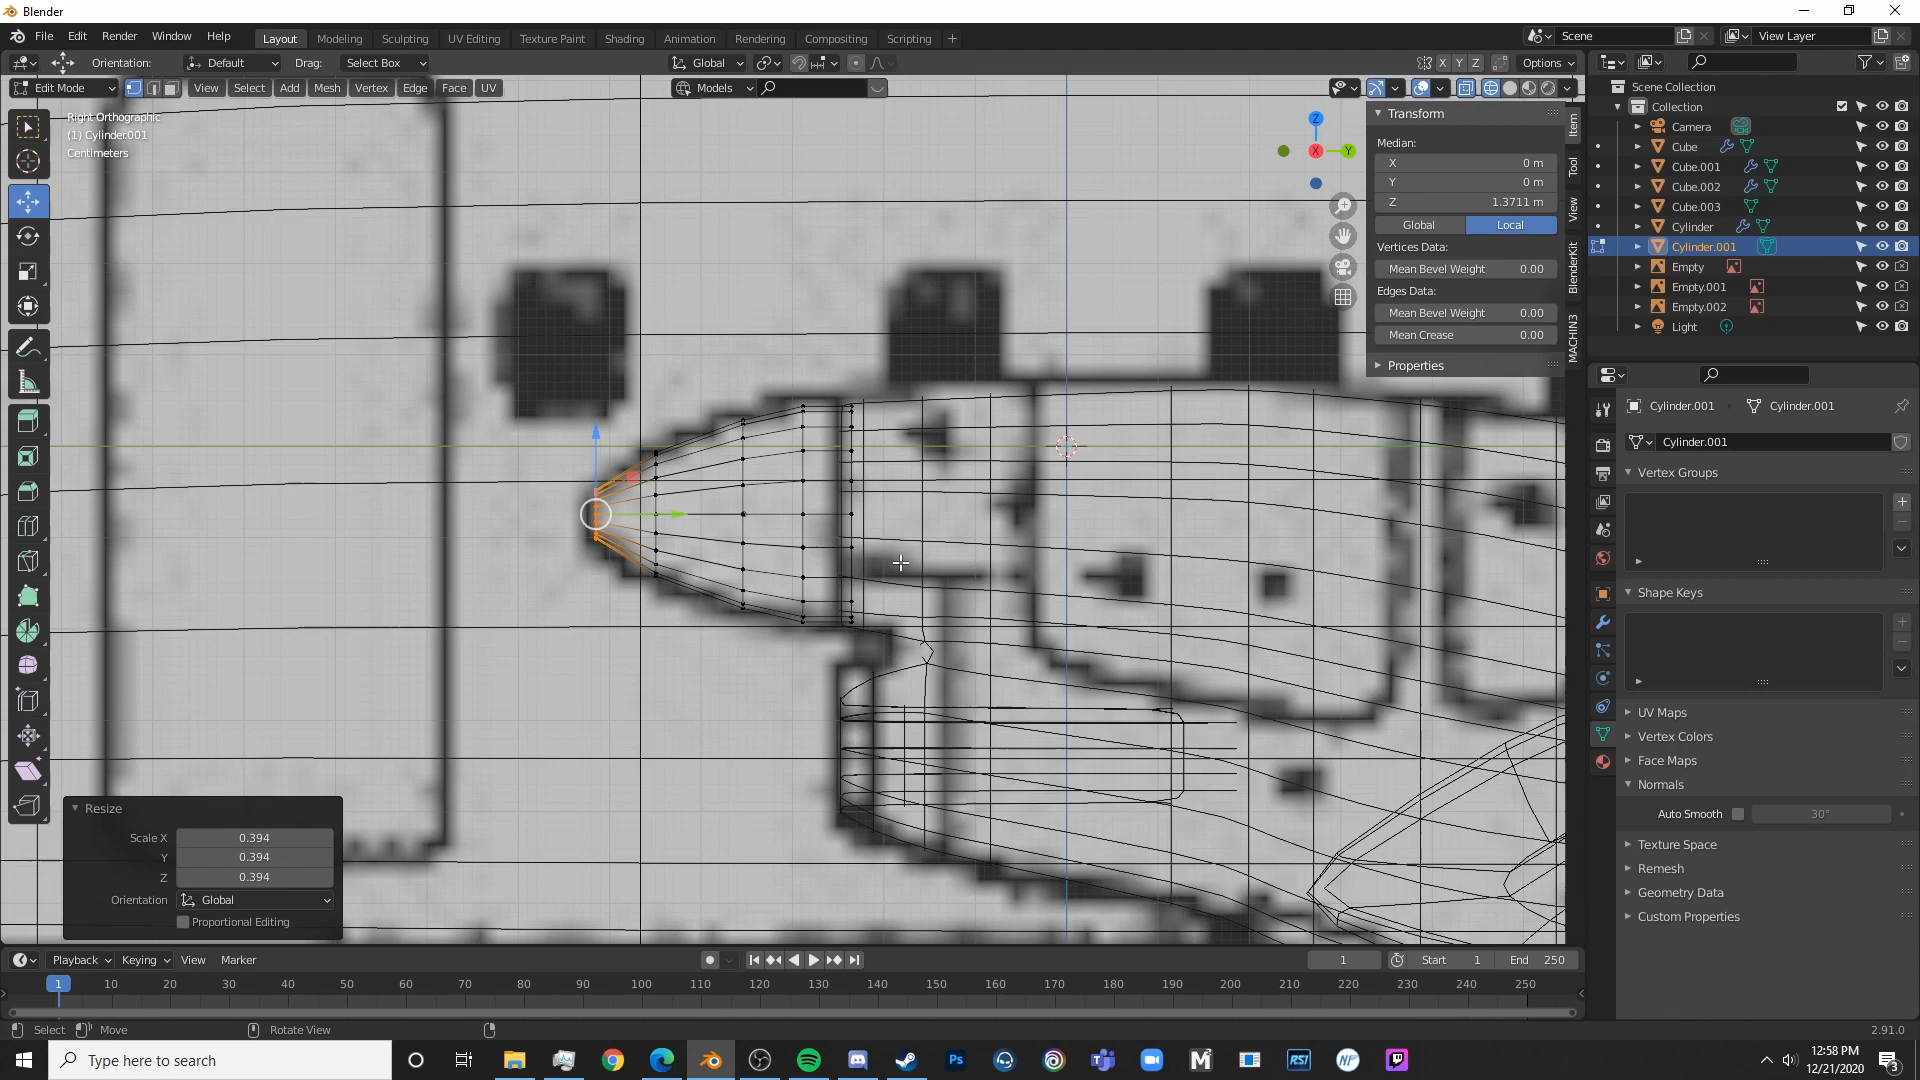 Blender
File Edit Render Window Help
Layout Modeling Sculpting UV Editing Texture Paint Shading Animation Rendering Compositing Scripting +
Scene
View Layer
Orientation: Default Drag: Select Box
Global
X Y Z Options
Edit Mode View Select Add Mesh Vertex Edge Face UV
Models
Right Orthographic
(1) Cylinder.001
Centimeters
Z
X
Y
Transform
Median:
X 0 m
Y 0 m
Z 1.3711 m
Global Local
Vertices Data:
Mean Bevel Weight 0.00
Edges Data:
Mean Bevel Weight 0.00
Mean Crease 0.00
Properties
Item
Tool
View
BlenderKit
MACHIN3
Scene Collection
Collection
Camera
Cube
Cube.001
Cube.002
Cube.003
Cylinder
Cylinder.001
Empty
Empty.001
Empty.002
Light
Cylinder.001 Cylinder.001
Cylinder.001
Vertex Groups
Shape Keys
UV Maps
Vertex Colors
Face Maps
Normals
Auto Smooth 30°
Texture Space
Remesh
Geometry Data
Custom Properties
Resize
Scale X 0.394
Y 0.394
Z 0.394
Orientation Global
Proportional Editing
Playback Keying View Marker
1 Start 1 End 250
1 10 20 30 40 50 60 70 80 90 100 110 120 130 140 150 160 170 180 190 200 210 220 230 240 250
Select Move Rotate View
2.91.0
Type here to search
Ps
RSI
NF
12:58 PM
12/21/2020
3